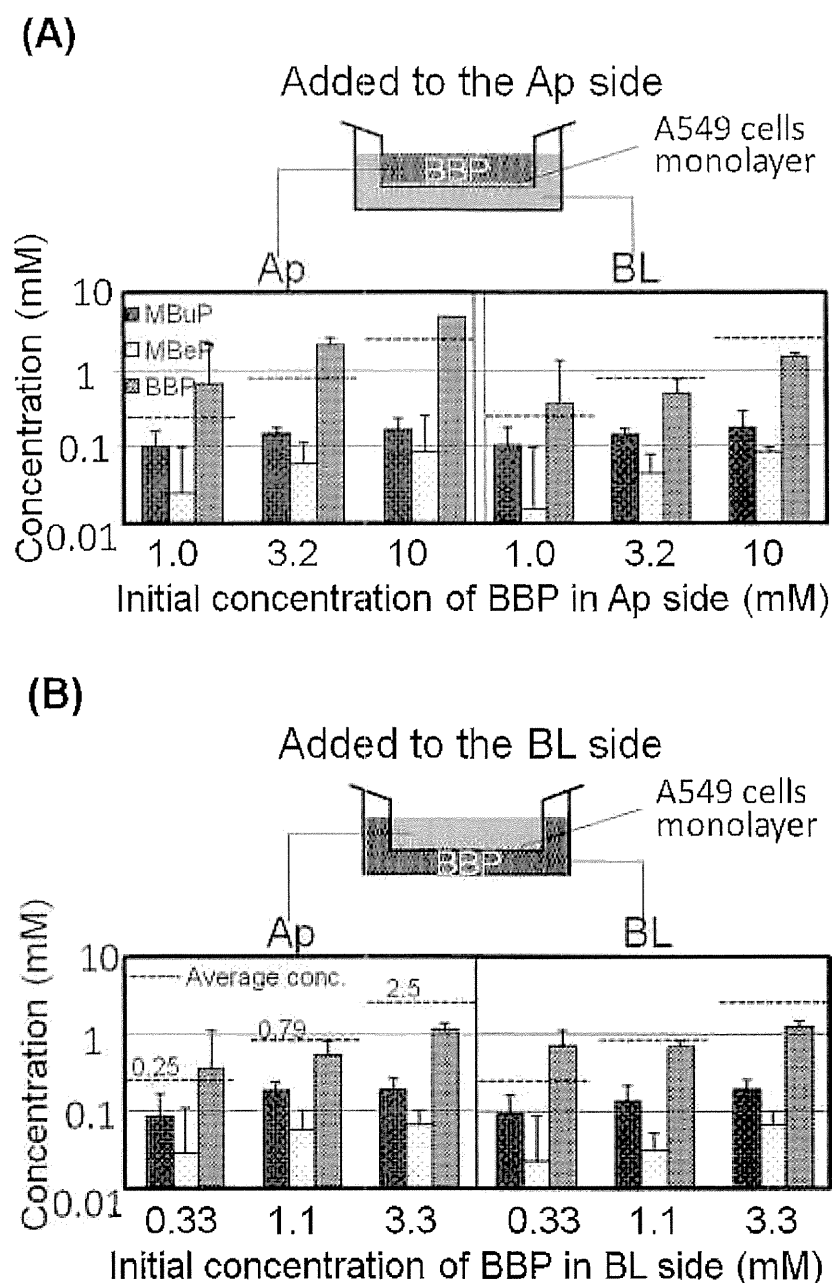 (A)
Added to the Ap side
BBP
A549 cells
monolayer
Ap
BL
Concentration (mM)
10
1
0.1
0.01
MBuP
MBeP
BBP
1.0
3.2
10
1.0
3.2
10
Initial concentration of BBP in Ap side (mM)
(B)
Added to the BL side
A549 cells
monolayer
BBP
Ap
BL
Concentration (mM)
10
1
0.1
0.01
Average conc.
0.25
0.79
2.5
0.33
1.1
3.3
0.33
1.1
3.3
Initial concentration of BBP in BL side (mM)